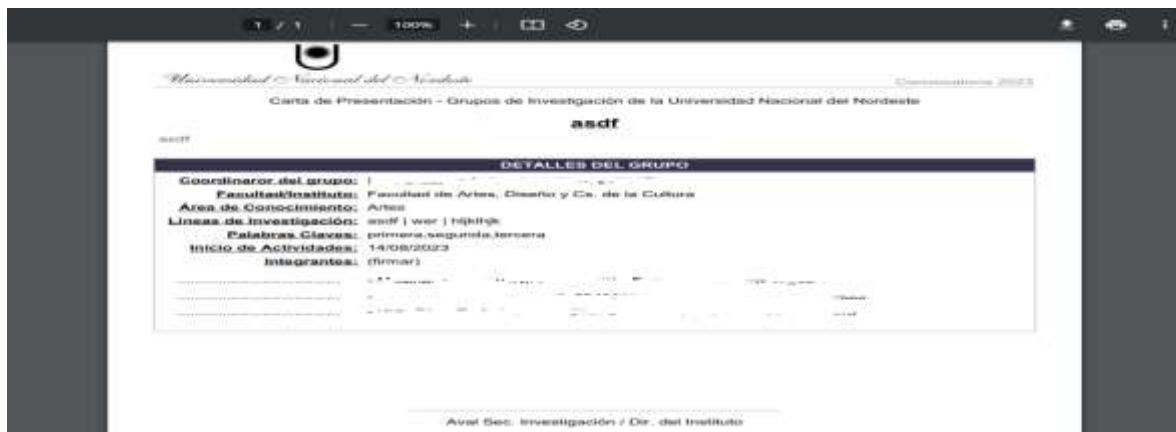 1 / 1
100%
Universidad Nacional del Nordeste
Convocatoria 2023
Carta de Presentación - Grupos de Investigación de la Universidad Nacional del Nordeste
asdf
asdf
DETALLES DEL GRUPO
Coordinaror del grupo:
Facultad/Instituto: Facultad de Artes, Diseño y Cs. de la Cultura
Área de Conocimiento: Artes
Líneas de Investigación: asdf | wer |
Palabras Claves: primera,segunda,tercera
Inicio de Actividades: 14/08/2023
Integrantes: (firmar)
Aval Sec. Investigación / Dir. del Instituto